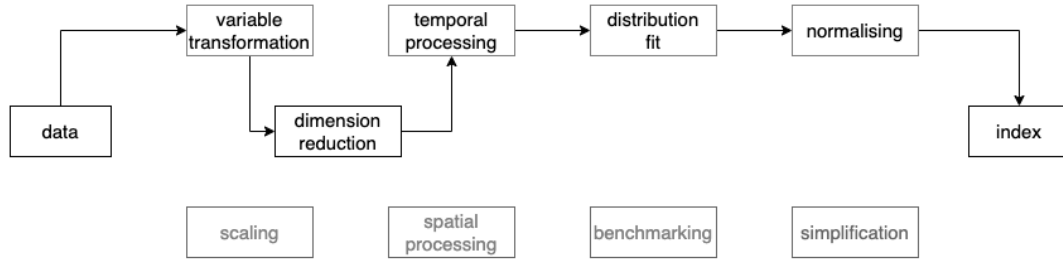 variable
transformation
temporal
processing
distribution
fit
normalising
data
dimension
reduction
index
scaling
spatial
processing
benchmarking
simplification